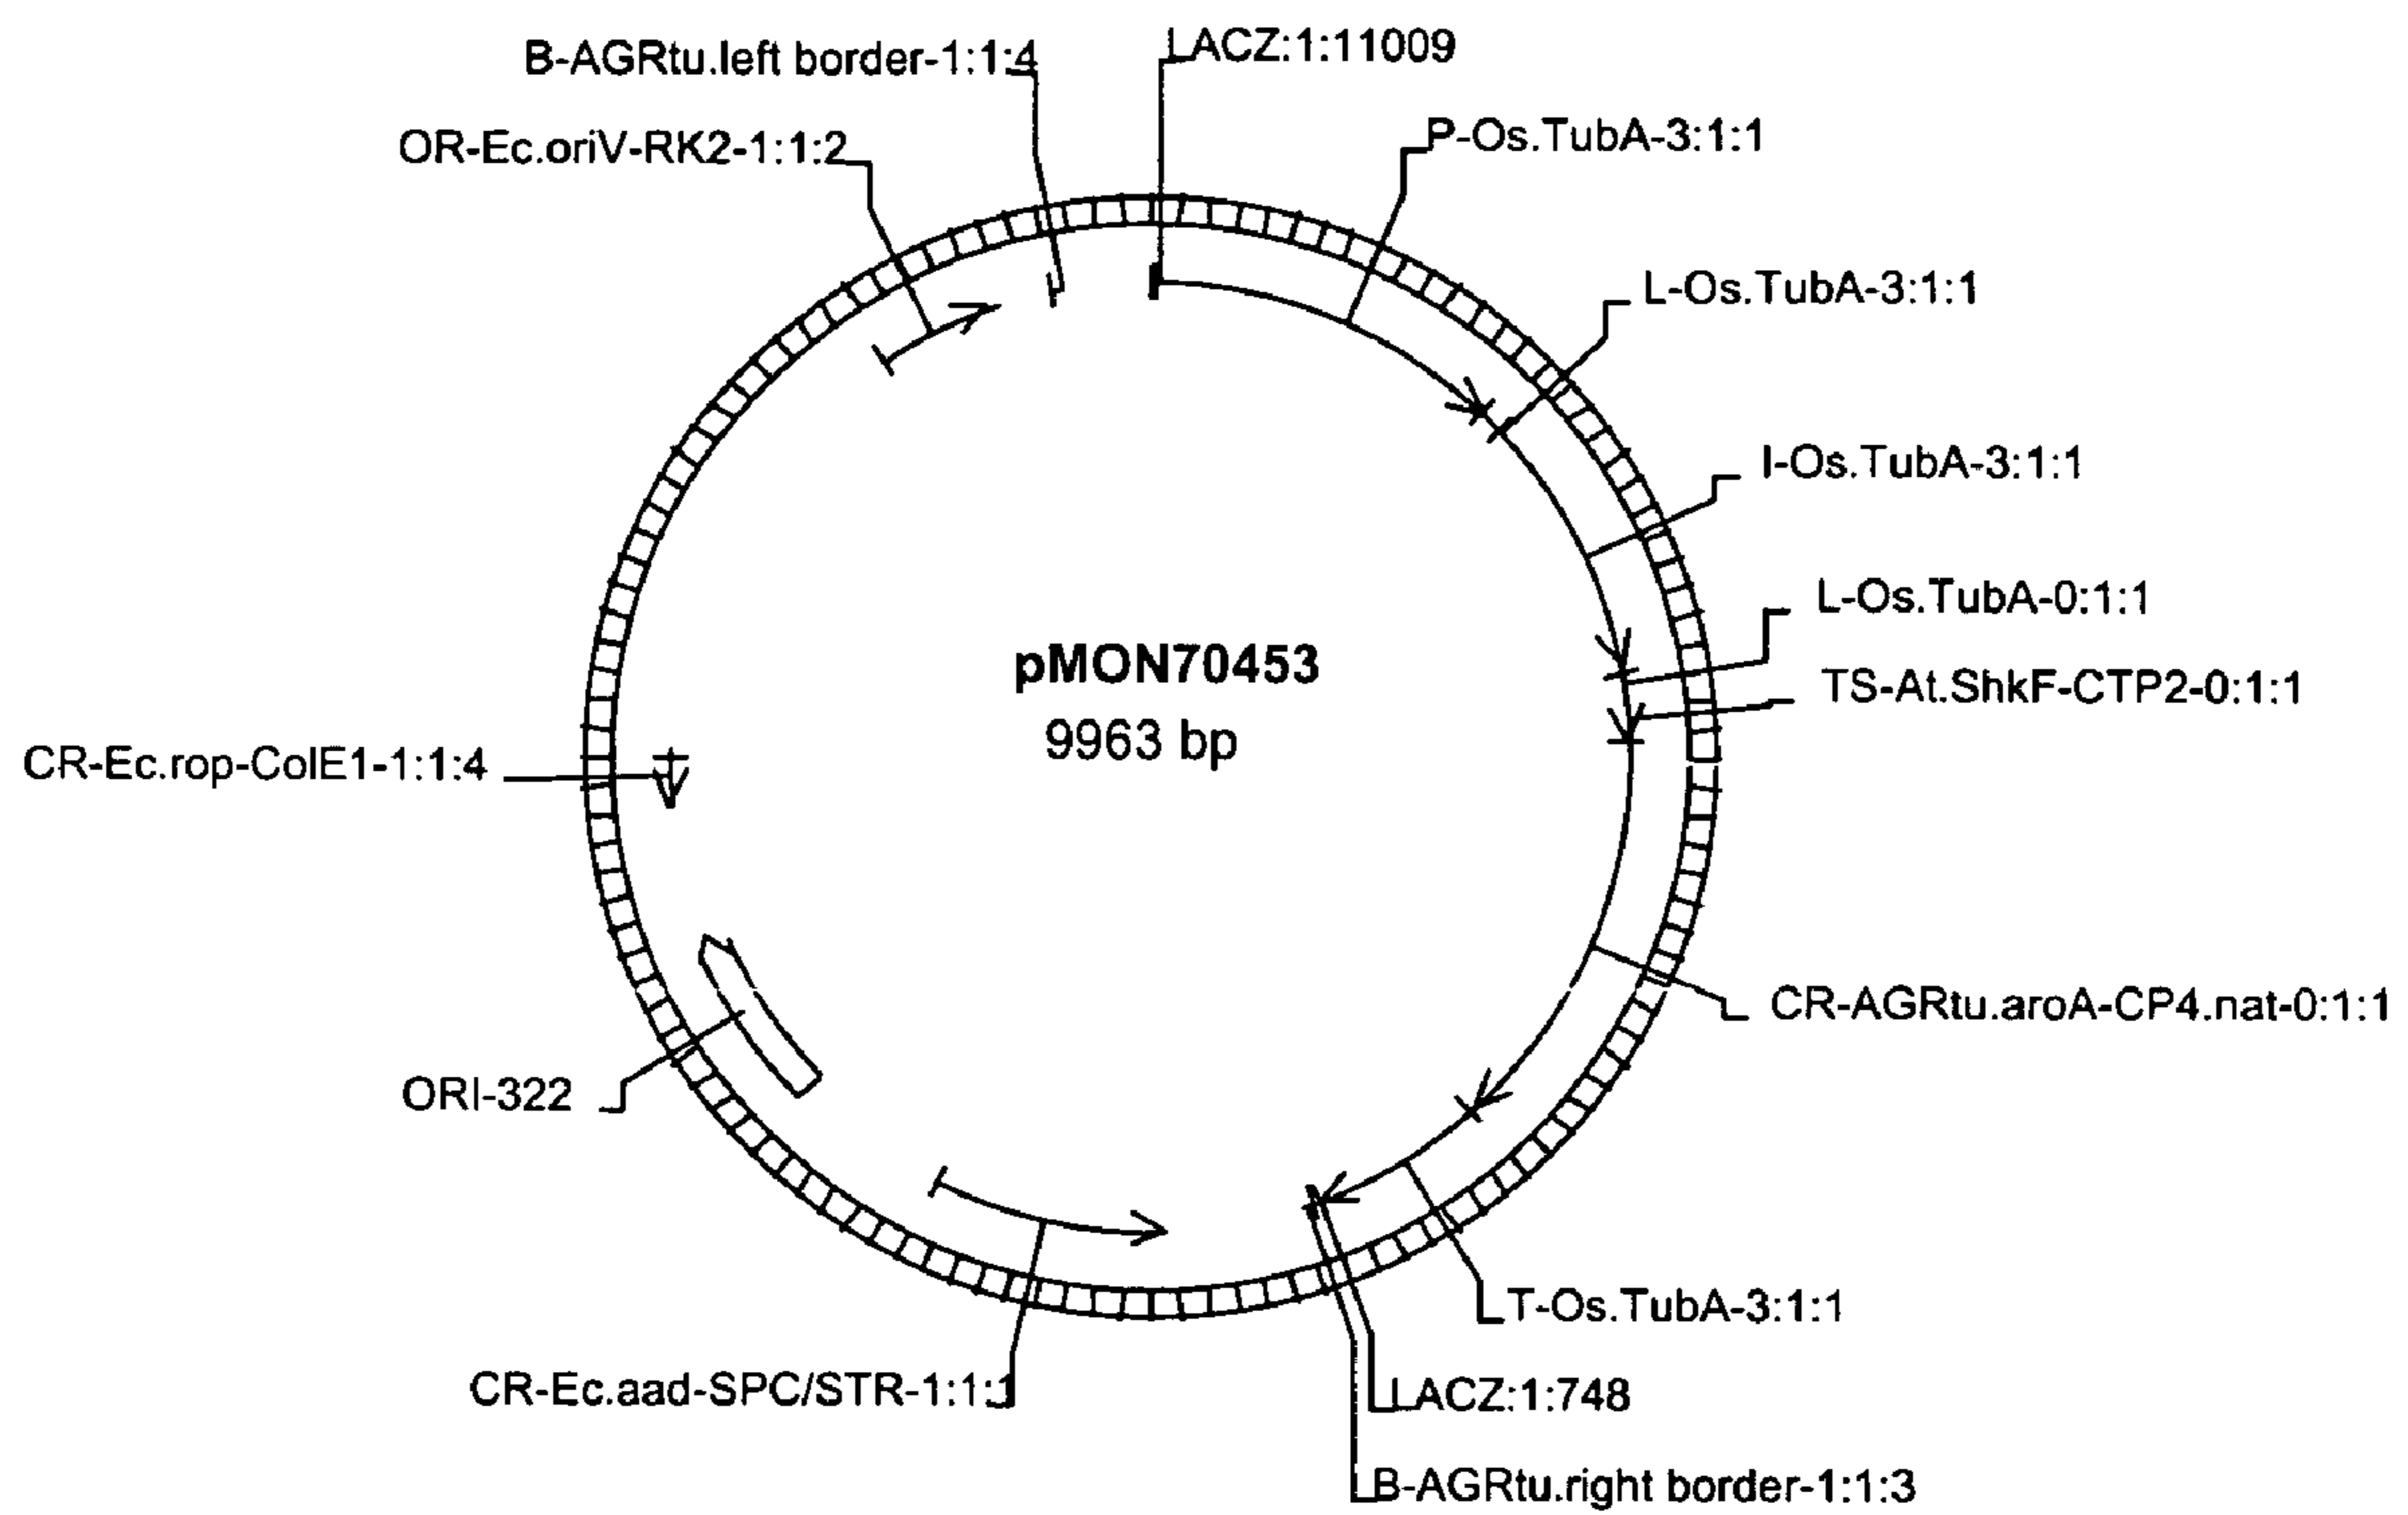 B-AGRtu.left border-1:1:4
LACZ:1:11009
OR-Ec.oriV-RK2-1:1:2
P-Os.TubA-3:1:1
L-Os.TubA-3:1:1
I-Os.TubA-3:1:1
L-Os.TubA-0:1:1
TS-At.ShkF-CTP2-0:1:1
pMON70453
9963 bp
CR-Ec.rop-ColE1-1:1:4
CR-AGRtu.aroA-CP4.nat-0:1:1
ORI-322
T-Os.TubA-3:1:1
CR-Ec.aad-SPC/STR-1:1:1
LACZ:1:748
B-AGRtu.right border-1:1:3